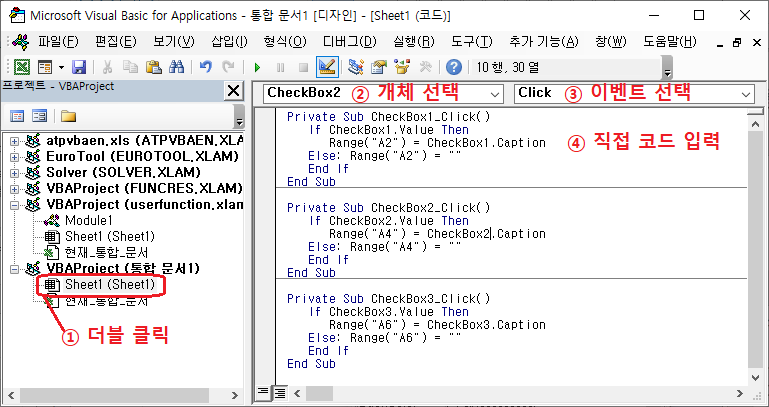 Microsoft Visual Basic for Applications - 통합 문서1 [디자인] - [Sheet1 (코드)]
파일(F) 편집(E) 보기(V) 삽입(I) 형식(O) 디버그(D) 실행(R) 도구(T) 추가 기능(A) 창(W) 도움말(H)
10 행, 30 열
프로젝트 - VBAProject
atpvbaen.xls (ATPVBAEN.XLAM)
EuroTool (EUROTOOL.XLAM)
Solver (SOLVER.XLAM)
VBAProject (FUNCRES.XLAM)
VBAProject (userfunction.xlam
Module1
Sheet1 (Sheet1)
현재_통합_문서
VBAProject (통합 문서1)
Sheet1 (Sheet1)
현재_통합_문서
① 더블 클릭
CheckBox2 ② 개체 선택
Click ③ 이벤트 선택
④ 직접 코드 입력
Private Sub CheckBox1_Click()
If CheckBox1.Value Then
Range("A2") = CheckBox1.Caption
Else: Range("A2") = ""
End If
End Sub
Private Sub CheckBox2_Click()
If CheckBox2.Value Then
Range("A4") = CheckBox2.Caption
Else: Range("A4") = ""
End If
End Sub
Private Sub CheckBox3_Click()
If CheckBox3.Value Then
Range("A6") = CheckBox3.Caption
Else: Range("A6") = ""
End If
End Sub